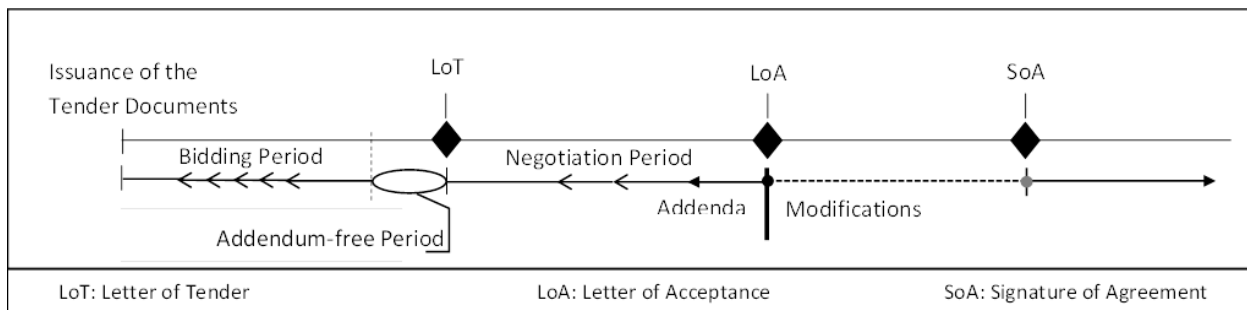 Issuance of the
Tender Documents
LoT
LoA
SoA
Bidding Period
Negotiation Period
Addenda
Modifications
Addendum-free Period
LoT: Letter of Tender
LoA: Letter of Acceptance
SoA: Signature of Agreement